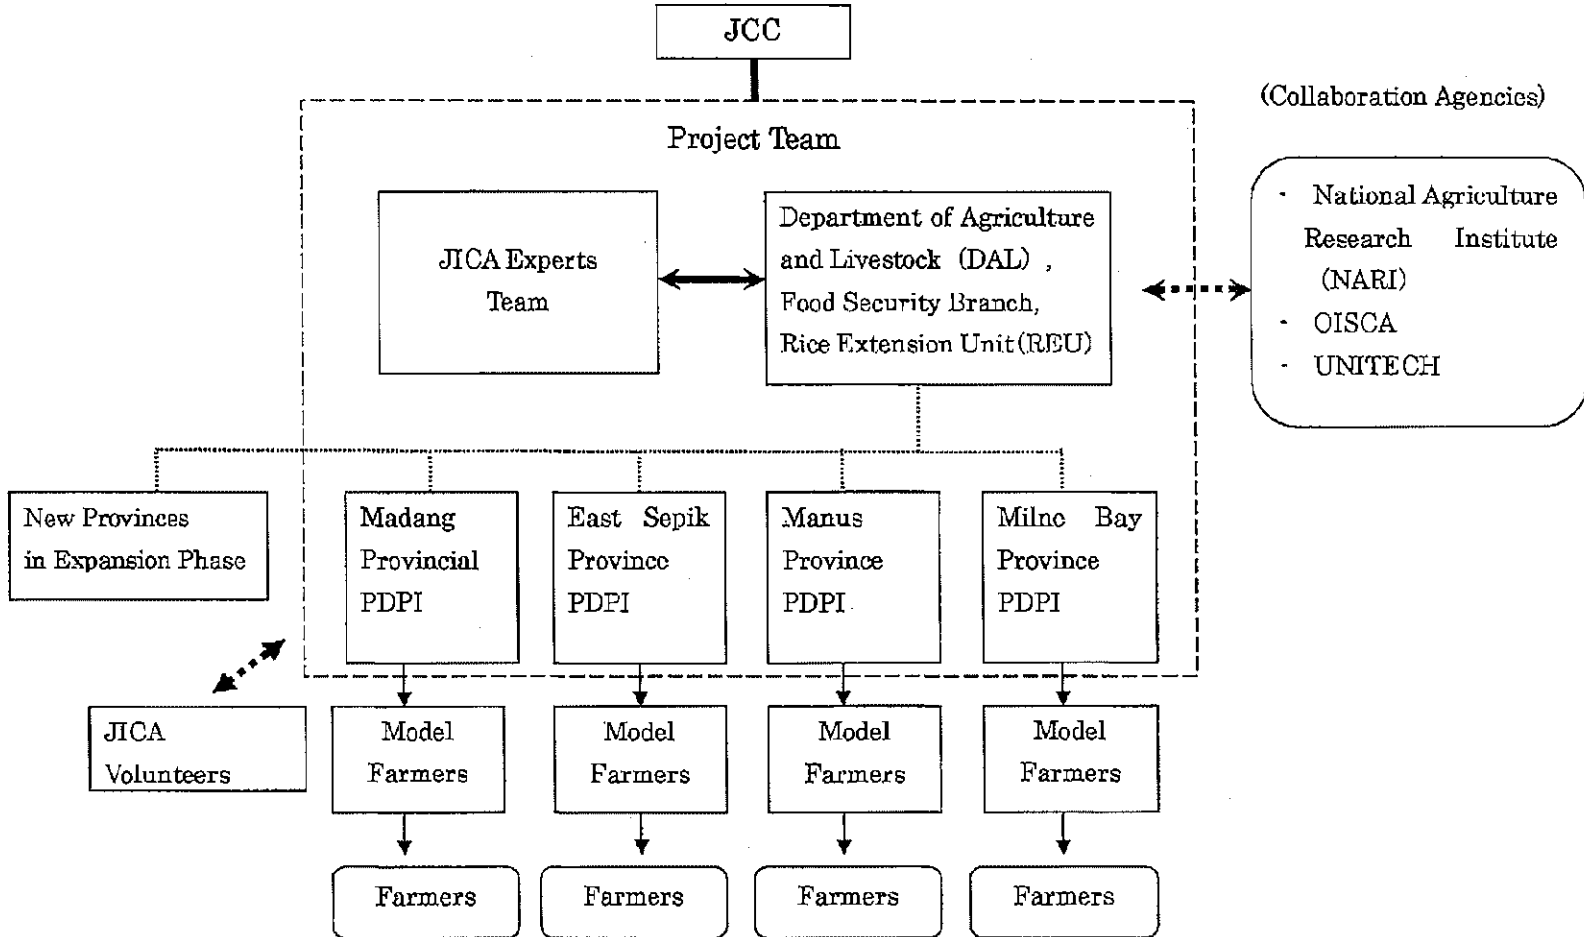 JCC
(Collaboration Agencies)
Project Team
JICA Experts
Team
Department of Agriculture
and Livestock (DAL) ,
Food Security Branch,
Rice Extension Unit(REU)
- National Agriculture
Research Institute
(NARI)
- OISCA
- UNITECH
New Provinces
in Expansion Phase
Madang
Provincial
PDPI
East Sepik
Province
PDPI
Manus
Province
PDPI
Milne Bay
Province
PDPI
JICA
Volunteers
Model
Farmers
Model
Farmers
Model
Farmers
Model
Farmers
Farmers
Farmers
Farmers
Farmers